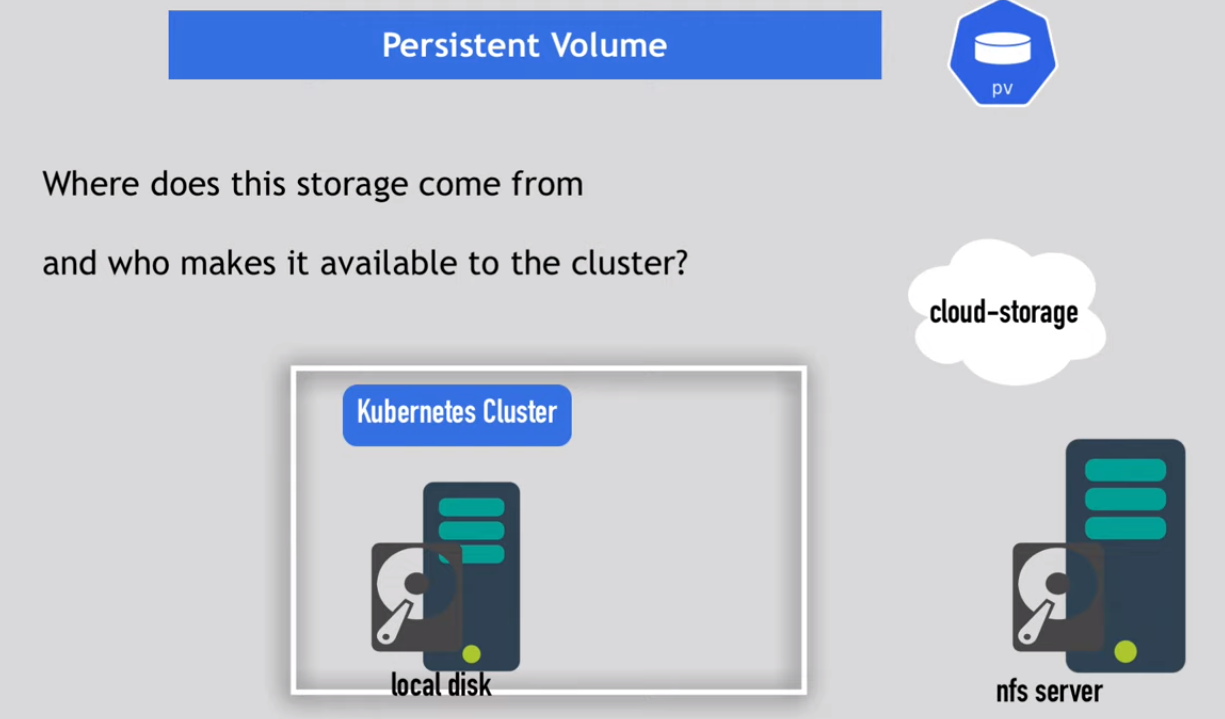 Persistent Volume
pv
Where does this storage come from
and who makes it available to the cluster?
cloud-storage
Kubernetes Cluster
local disk
nfs server